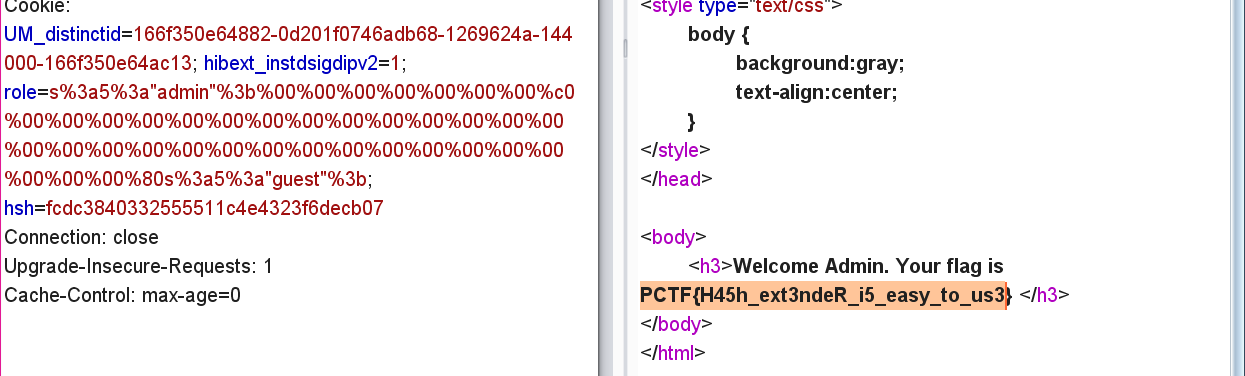 Cookie:
UM_distinctid=166f350e64882-0d201f0746adb68-1269624a-144
000-166f350e64ac13; hibext_instdsigdipv2=1;
role=s%3a5%3a"admin"%3b%00%00%00%00%00%00%00%c0
%00%00%00%00%00%00%00%00%00%00%00%00%00%00
%00%00%00%00%00%00%00%00%00%00%00%00%00%00
%00%00%00%80s%3a5%3a"guest"%3b;
hsh=fcdc3840332555511c4e4323f6decb07
Connection: close
Upgrade-Insecure-Requests: 1
Cache-Control: max-age=0
<style type="text/css">
body {
background:gray;
text-align:center;
}
</style>
</head>
<body>
<h3>Welcome Admin. Your flag is
PCTF{H45h_ext3ndeR_i5_easy_to_us3} </h3>
</body>
</html>